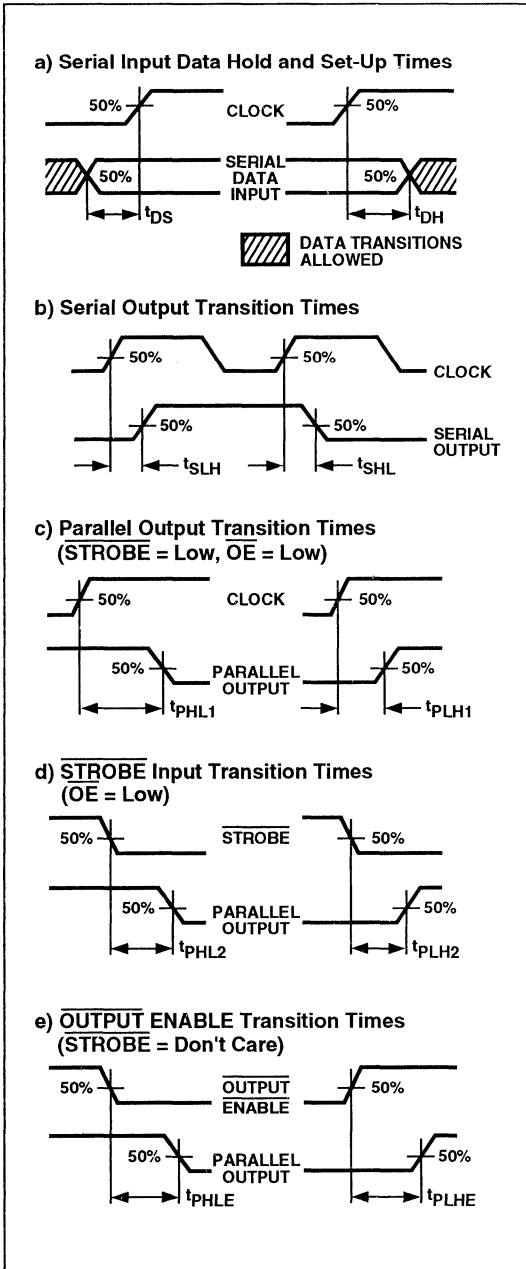 a) Serial Input Data Hold and Set-Up Times
50% CLOCK 50%
50% SERIAL DATA INPUT 50%
tDS tDH
DATA TRANSITIONS ALLOWED
b) Serial Output Transition Times
50% 50% CLOCK
50% 50% SERIAL OUTPUT
tSLH tSHL
c) Parallel Output Transition Times
(STROBE = Low, OE = Low)
50% CLOCK 50%
50% PARALLEL OUTPUT 50%
tPHL1 tPLH1
d) STROBE Input Transition Times
(OE = Low)
50% STROBE 50%
50% PARALLEL OUTPUT 50%
tPHL2 tPLH2
e) OUTPUT ENABLE Transition Times
(STROBE = Don't Care)
50% OUTPUT ENABLE 50%
50% PARALLEL OUTPUT 50%
tPHLE tPLHE